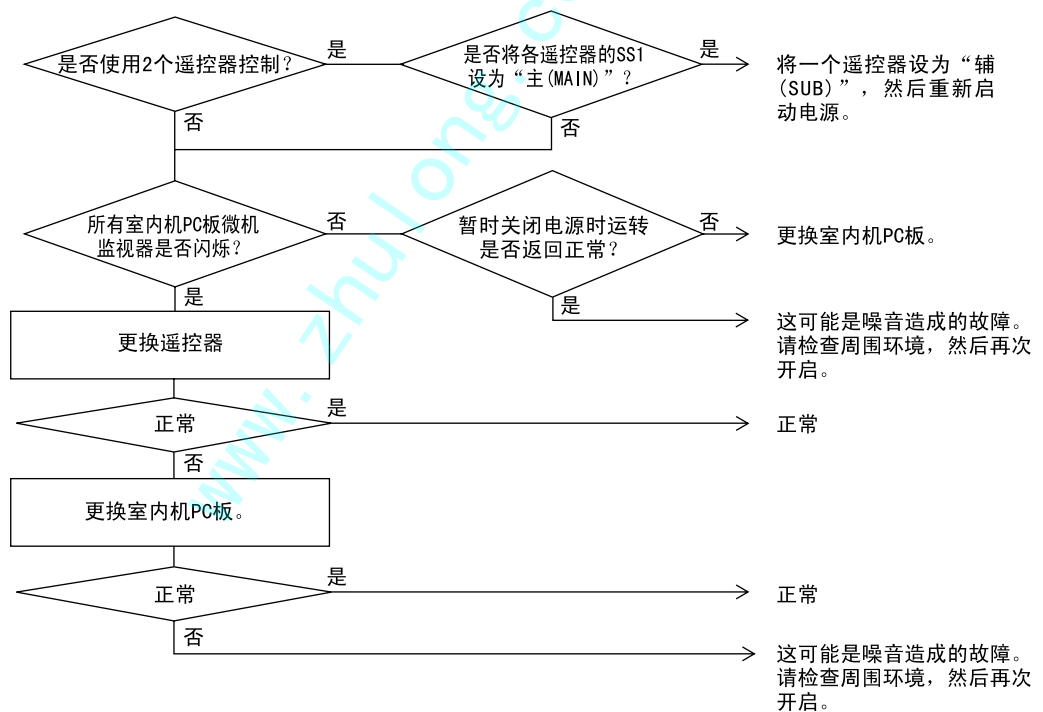 是否使用2个遥控器控制？
是
是否将各遥控器的SS1
设为“主(MAIN)”？
是
将一个遥控器设为“辅
(SUB)”，然后重新启
动电源。
否
否
所有室内机PC板微机
监视器是否闪烁？
否
暂时关闭电源时运转
是否返回正常？
否
更换室内机PC板。
是
是
这可能是噪音造成的故障。
请检查周围环境，然后再次
开启。
更换遥控器
正常
是
正常
否
更换室内机PC板。
正常
是
正常
否
这可能是噪音造成的故障。
请检查周围环境，然后再次
开启。
www.zhulong.co